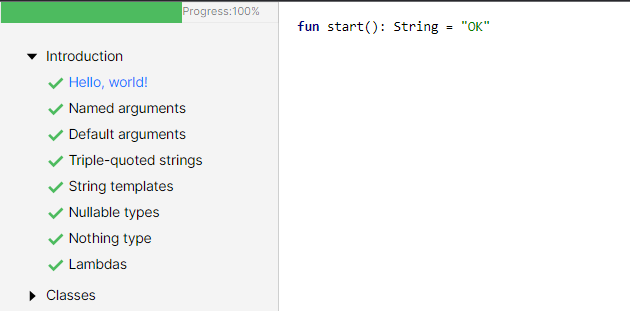 Progress:100%
Introduction
Hello, world!
Named arguments
Default arguments
Triple-quoted strings
String templates
Nullable types
Nothing type
Lambdas
Classes
fun start(): String = "OK"